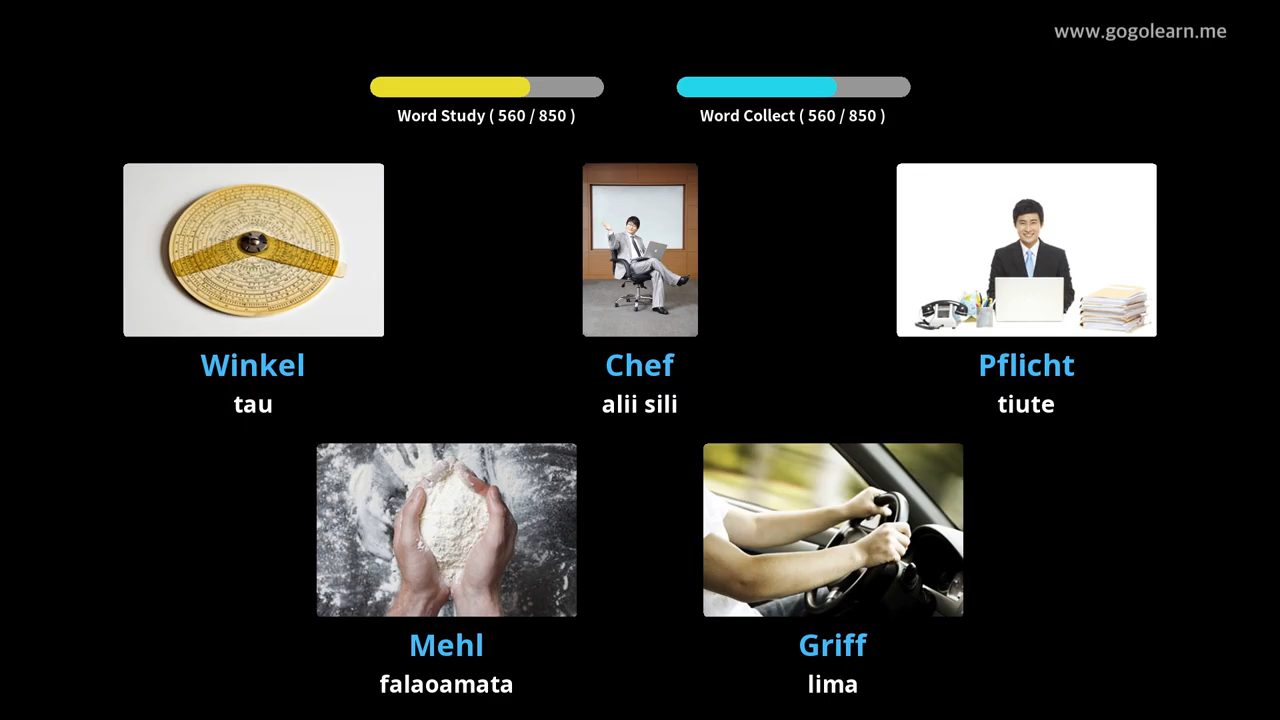 www.gogolearn.me
Word Study ( 560 / 850 )
Word Collect ( 560 / 850 )
Winkel
tau
Chef
alii sili
Pflicht
tiute
Mehl
falaoamata
Griff
lima